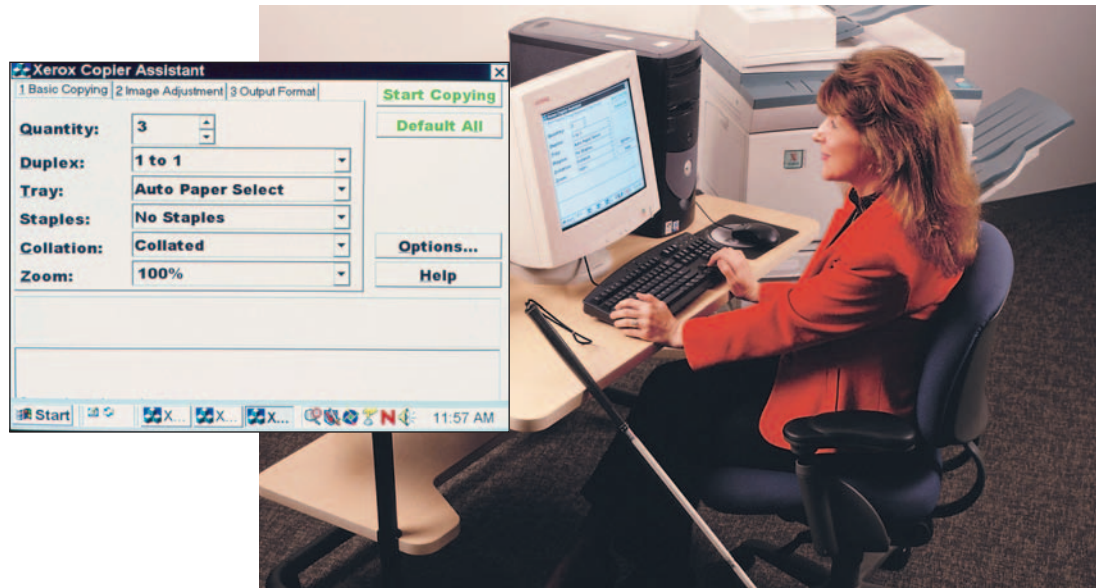 Xerox Copier Assistant
1 Basic Copying 2 Image Adjustment 3 Output Format
Start Copying
Default All
Quantity: 3
Duplex: 1 to 1
Tray: Auto Paper Select
Staples: No Staples
Collation: Collated
Zoom: 100%
Options...
Help
Start X... X... X... N 11:57 AM